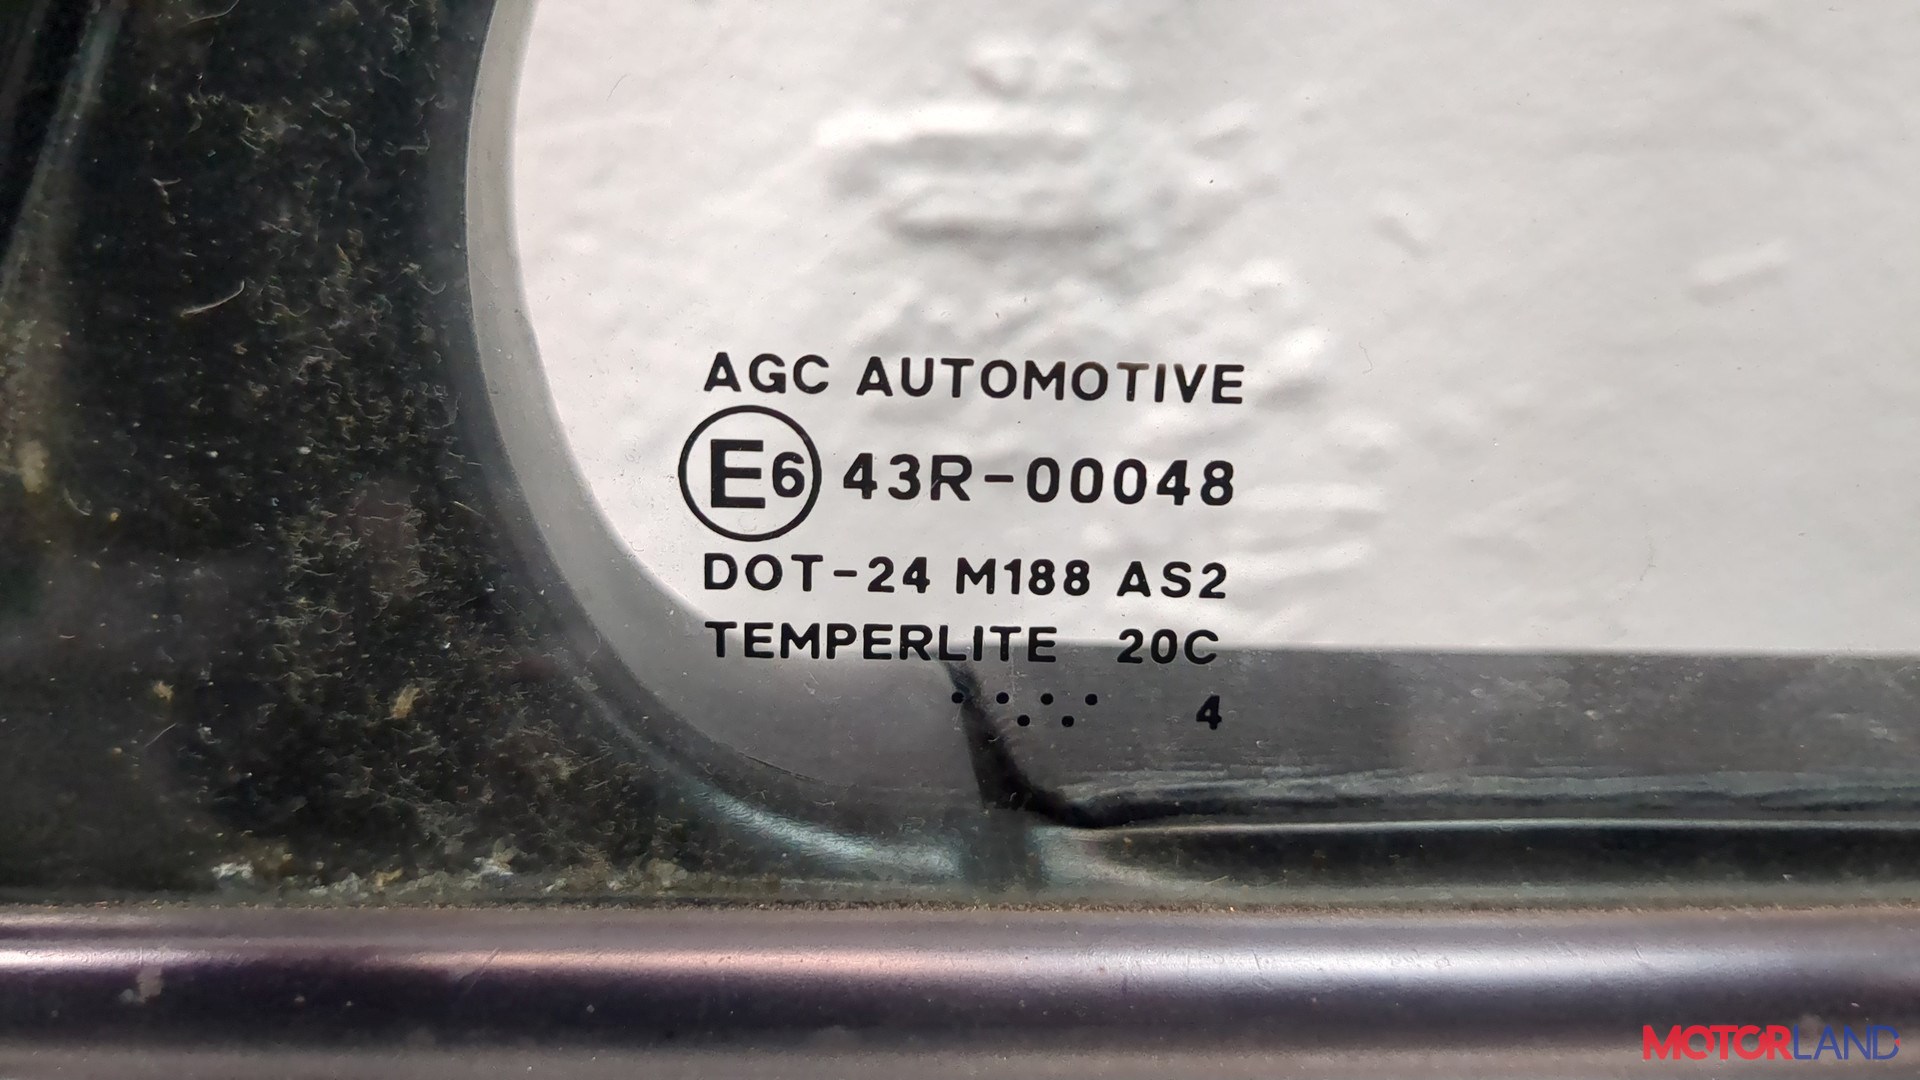 AGC AUTOMOTIVE
E6 43R-00048
DOT-24 M188 AS2
TEMPERLITE 20C
4
MOTORLAND